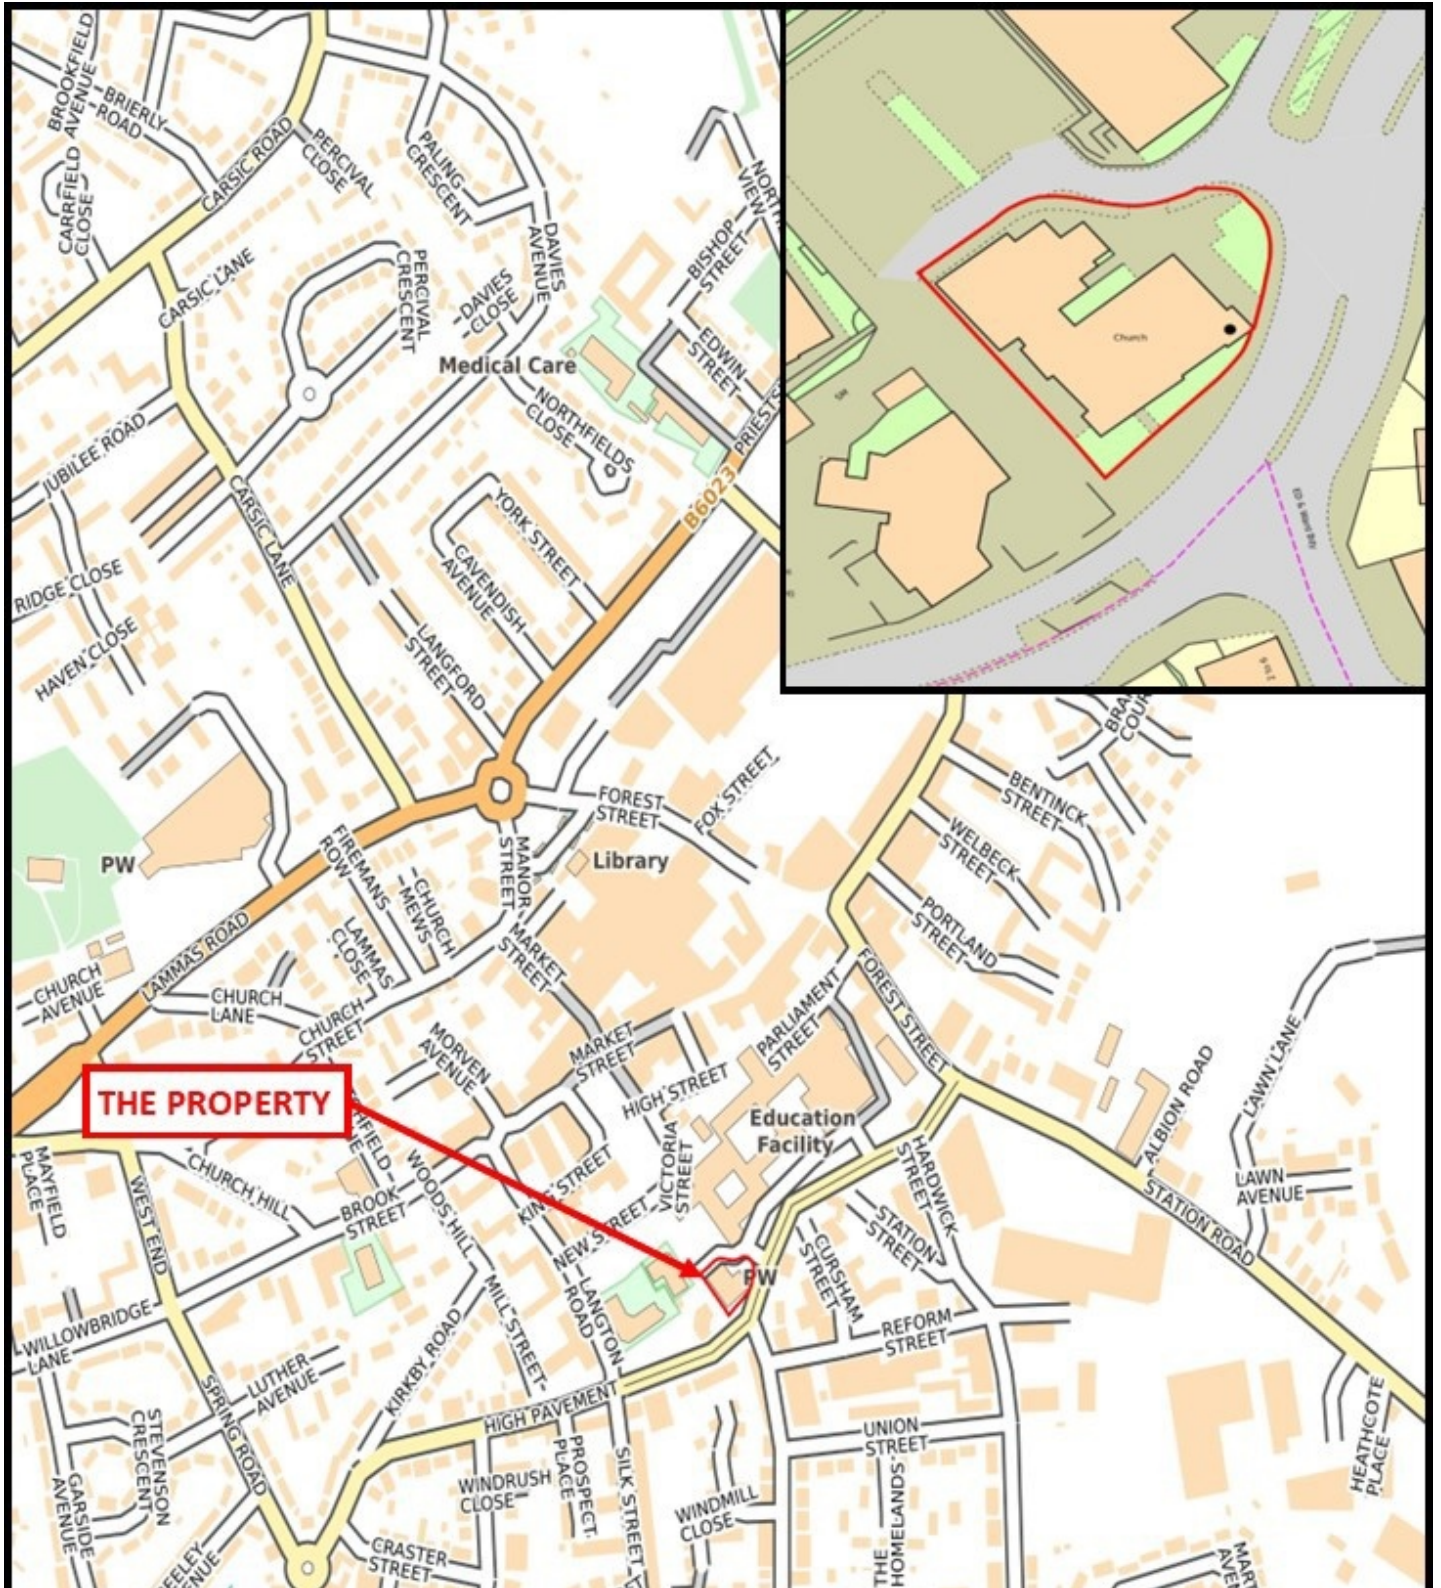 BROOKFIELD
AVENUE
BRIERLY
ROAD
CARRFIELD
CLOSE
CARSIC ROAD
PERCIVAL
CLOSE
PALING
CRESCENT
NORTH
VIEW
BISHOP
STREET
DAVIES
AVENUE
CARSIC LANE
PERCIVAL
CRESCENT
DAVIES
CLOSE
Medical Care
EDWIN
STREET
NORTHFIELDS
CLOSE
B6023
JUBILEE ROAD
CARSIC LANE
YORK STREET
CAVENDISH
AVENUE
RIDGE CLOSE
HAVEN CLOSE
LANGFORD
STREET
Church
ED & Ward Bdy
2 to 6
FOREST
STREET
FOX STREET
BENTINCK
STREET
WELBECK
STREET
PORTLAND
STREET
PW
FIREMANS
ROW
CHURCH
MEWS
MANOR
STREET
Library
LAMMAS
CLOSE
LAMMAS ROAD
MARKET
STREET
CHURCH
AVENUE
CHURCH
LANE
CHURCH
STREET
MORVEN
AVENUE
MARKET
STREET
PARLIAMENT
STREET
FOREST STREET
LAWN LANE
ALBION ROAD
THE PROPERTY
HIGH STREET
Education
Facility
VICTORIA
STREET
HARDWICK
STREET
MAYFIELD
PLACE
WEST END
CHURCH HILL
BROOK
STREET
WOODS HILL
KING STREET
NEW STREET
STATION
STREET
STATION ROAD
LAWN
AVENUE
CURSHAM
STREET
PW
LANGTON
ROAD
MILL STREET
REFORM
STREET
WILLOWBRIDGE
LANE
LUTHER
AVENUE
KIRKBY ROAD
SPRING ROAD
HIGH PAVEMENT
UNION
STREET
HEATHCOTE
PLACE
STEVENSON
CRESCENT
GARSIDE
AVENUE
WINDRUSH
CLOSE
PROSPECT
PLACE
SILK STREET
WINDMILL
CLOSE
THE
HOMELANDS
CRASTER
STREET